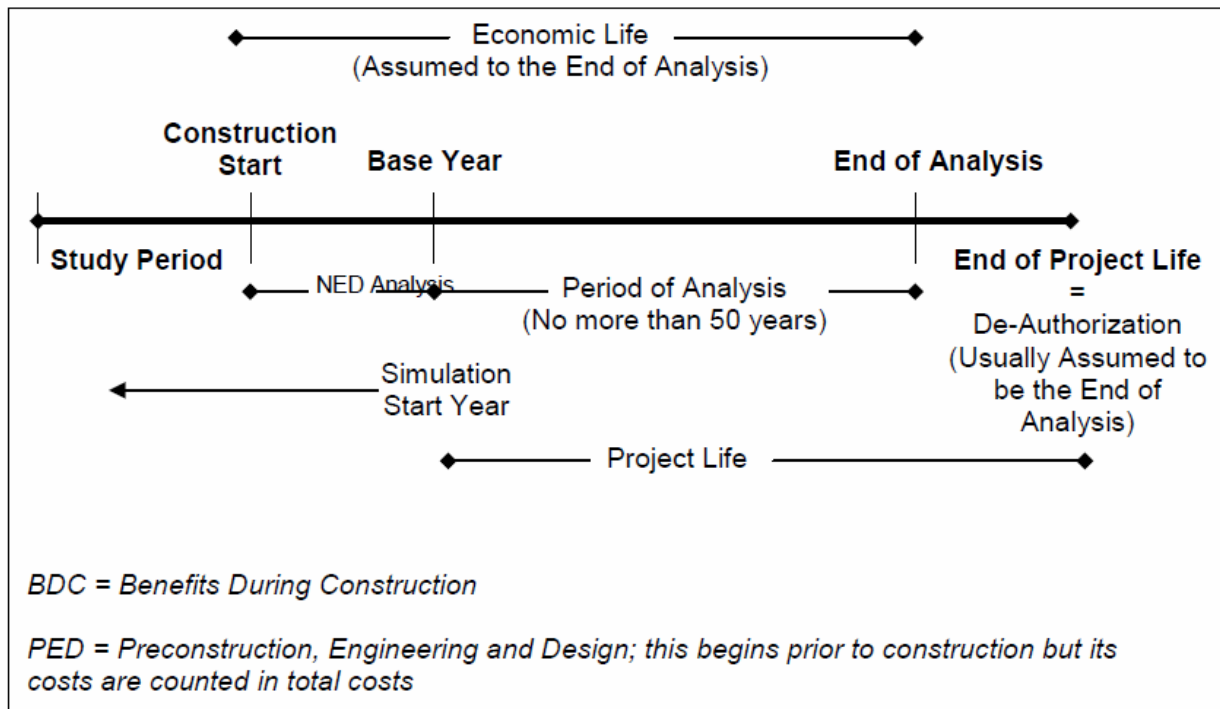 Economic Life
(Assumed to the End of Analysis)
Construction
Start
Base Year
End of Analysis
Study Period
NED Analysis
Period of Analysis
(No more than 50 years)
End of Project Life
=
De-Authorization
(Usually Assumed to
be the End of
Analysis)
Simulation
Start Year
Project Life
BDC = Benefits During Construction
PED = Preconstruction, Engineering and Design; this begins prior to construction but its
costs are counted in total costs